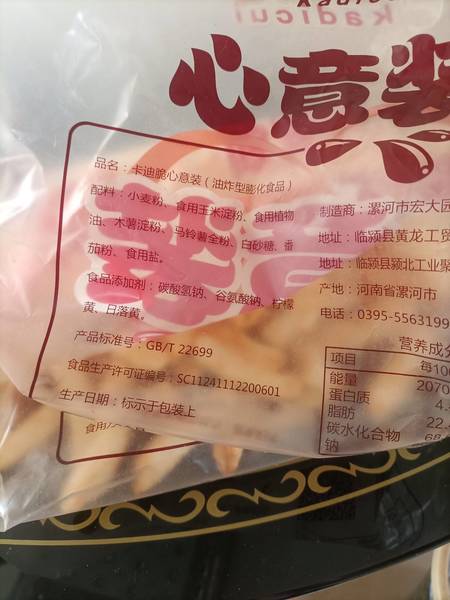 kadicui
心意装
品名：卡迪脆心意装（油炸型膨化食品）
配料：小麦粉、食用玉米淀粉、食用植物
油、木薯淀粉、马铃薯全粉、白砂糖、番
茄粉、食用盐。
食品添加剂：碳酸氢钠、谷氨酸钠、柠檬
黄、日落黄。
产品标准号：GB/T 22699
食品生产许可证编号：SC11241112200601
生产日期：标示于包装上
制造商：漯河市宏大园
地址：临颍县黄龙工贸
地址：临颍县颍北工业聚
产地：河南省漯河市
电话：0395-5563199
营养成分
项目 每100
能量 2070
蛋白质 4.
脂肪 22.
碳水化合物 68
钠